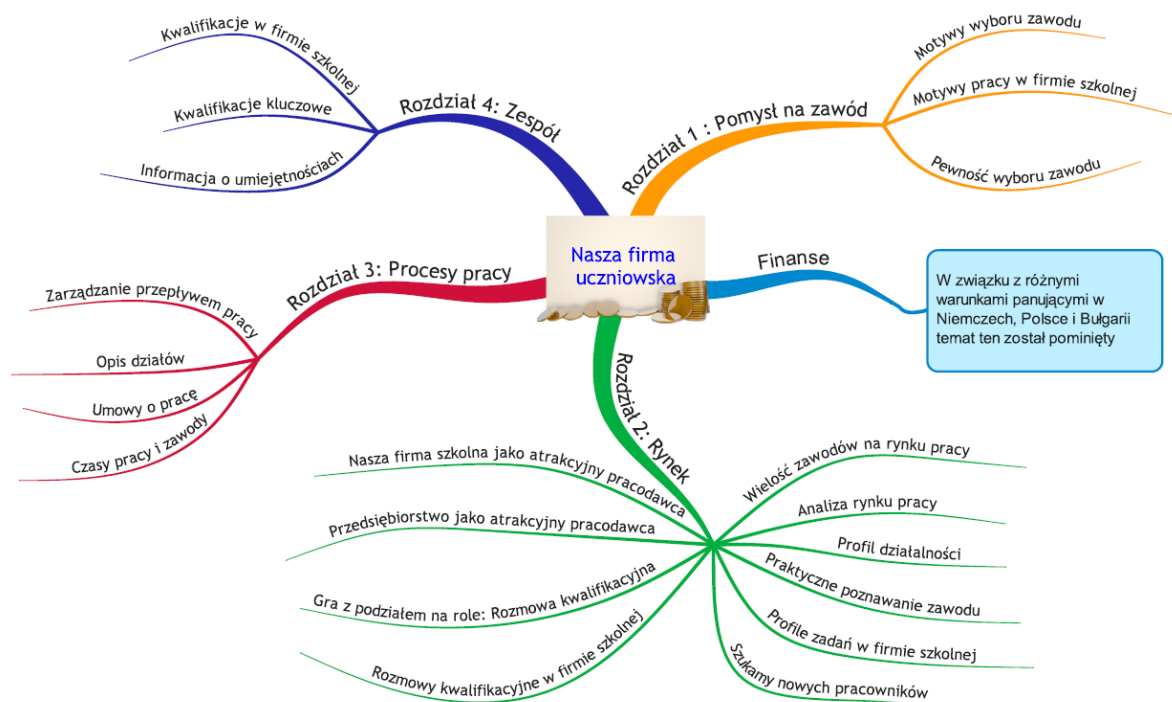 Nasza firma
uczniowska
Rozdział 1 : Pomysł na zawód
Motywy wyboru zawodu
Motywy pracy w firmie szkolnej
Pewność wyboru zawodu
Finanse
W związku z różnymi
warunkami panującymi w
Niemczech, Polsce i Bułgarii
temat ten został pominięty
Rozdział 2: Rynek
Wielość zawodów na rynku pracy
Analiza rynku pracy
Profil działalności
Praktyczne poznawanie zawodu
Profile zadań w firmie szkolnej
Szukamy nowych pracowników
Nasza firma szkolna jako atrakcyjny pracodawca
Przedsiębiorstwo jako atrakcyjny pracodawca
Gra z podziałem na role: Rozmowa kwalifikacyjna
Rozmowy kwalifikacyjne w firmie szkolnej
Rozdział 3: Procesy pracy
Zarządzanie przepływem pracy
Opis działów
Umowy o pracę
Czasy pracy i zawody
Rozdział 4: Zespół
Kwalifikacje w firmie szkolnej
Kwalifikacje kluczowe
Informacja o umiejętnościach